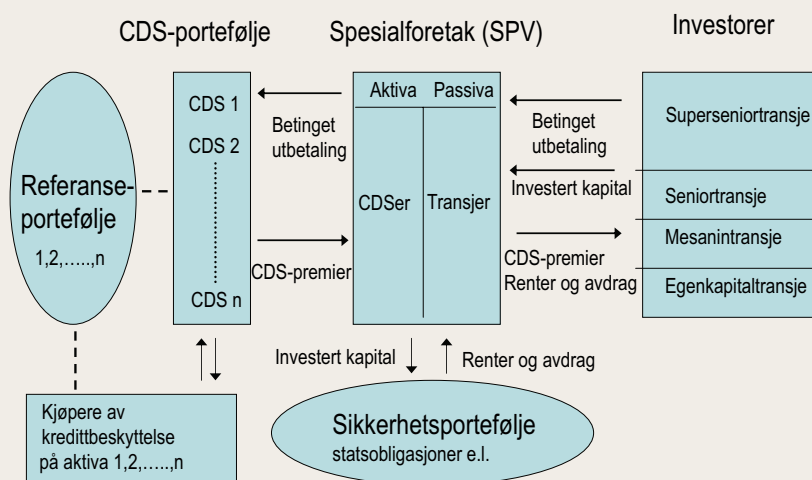 CDS-portefølje
Spesialforetak (SPV)
Investorer
Referanse-
portefølje
1,2,…..,n
CDS 1
CDS 2
CDS n
Betinget
utbetaling
CDS-premier
Aktiva
Passiva
CDSer
Transjer
Betinget
utbetaling
Investert kapital
CDS-premier
Renter og avdrag
Superseniortransje
Seniortransje
Mesanintransje
Egenkapitaltransje
Investert kapital
Renter og avdrag
Kjøpere av
kredittbeskyttelse
på aktiva 1,2,…..,n
Sikkerhetsportefølje
statsobligasjoner e.l.